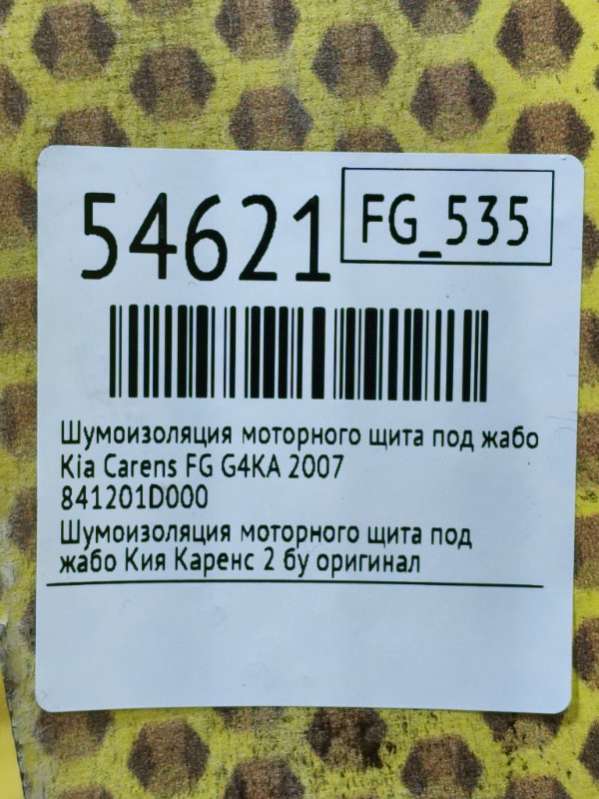 54621
FG_535
Шумоизоляция моторного щита под жабо
Kia Carens FG G4KA 2007
841201D000
Шумоизоляция моторного щита под
жабо Кия Каренс 2 бу оригинал